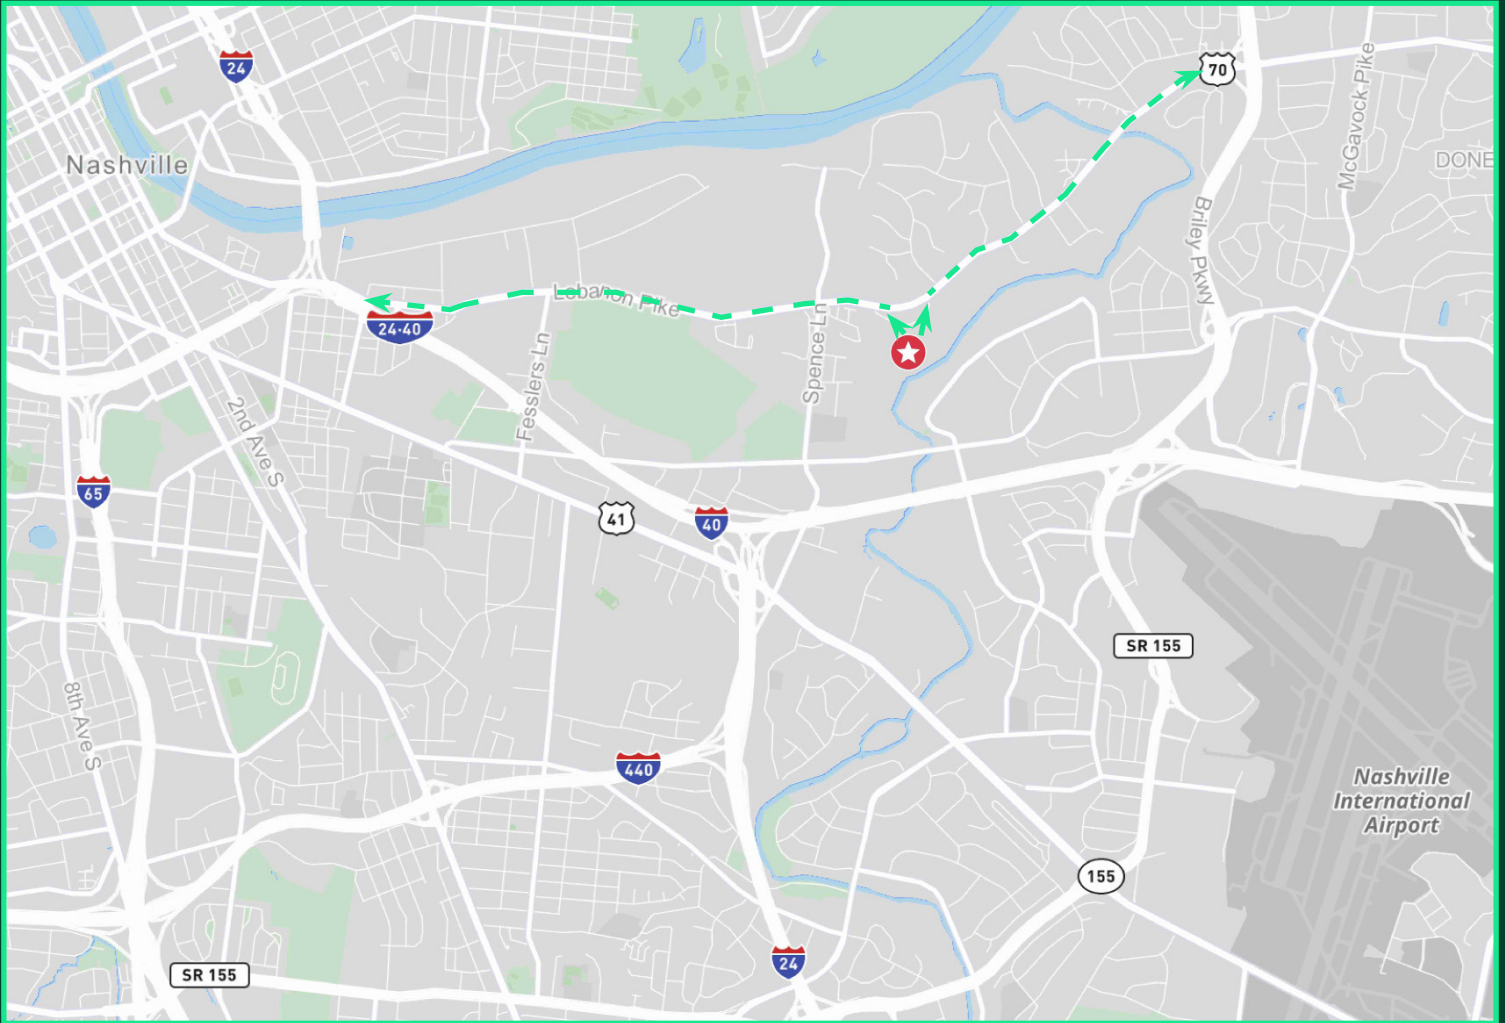 24
70
McGavock Pike
DONE
Nashville
Briley Pkwy
Lebanon Pike
24-40
Spence Ln
Fesslers Ln
2nd Ave S
65
41
40
SR 155
8th Ave S
440
Nashville
International
Airport
155
24
SR 155